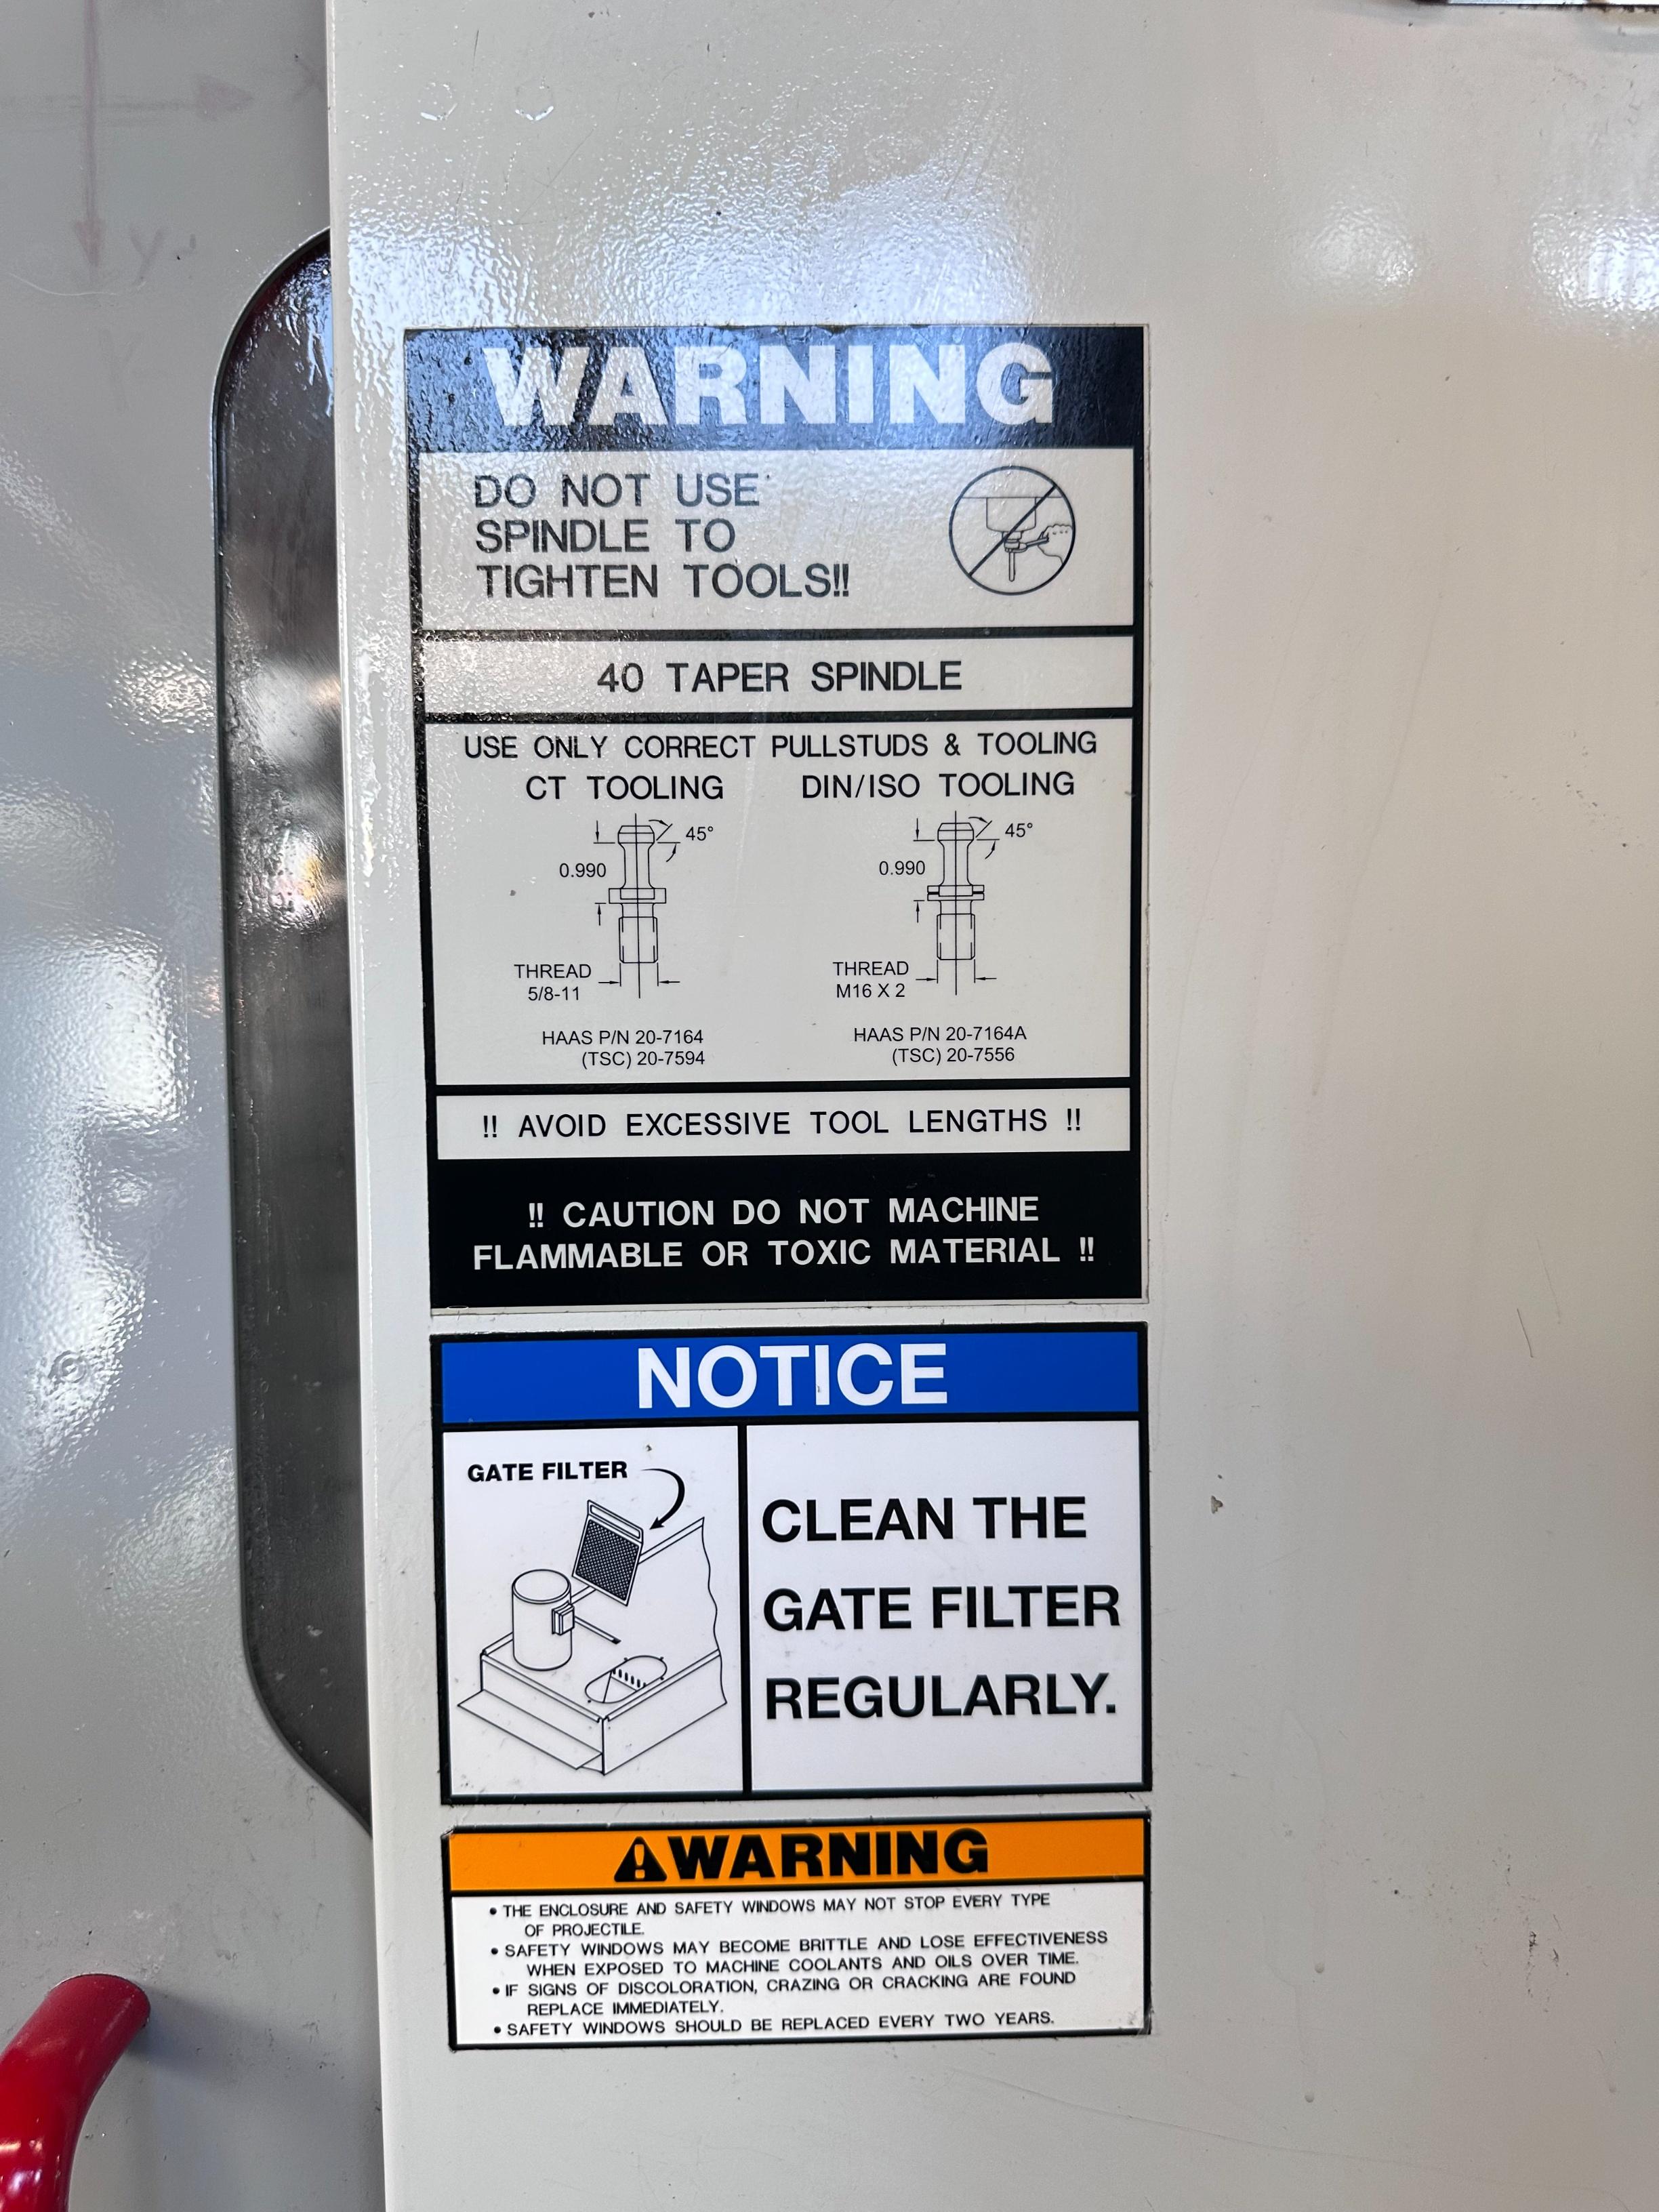 WARNING
DO NOT USE
SPINDLE TO
TIGHTEN TOOLS!!
40 TAPER SPINDLE
USE ONLY CORRECT PULLSTUDS & TOOLING
CT TOOLING
45°
0.990
THREAD
5/8-11
HAAS P/N 20-7164
(TSC) 20-7594
DIN/ISO TOOLING
45°
0.990
THREAD
M16 X 2
HAAS P/N 20-7164A
(TSC) 20-7556
!! AVOID EXCESSIVE TOOL LENGTHS !!
!! CAUTION DO NOT MACHINE
FLAMMABLE OR TOXIC MATERIAL !!
NOTICE
GATE FILTER
CLEAN THE
GATE FILTER
REGULARLY.
WARNING
• THE ENCLOSURE AND SAFETY WINDOWS MAY NOT STOP EVERY TYPE
OF PROJECTILE.
• SAFETY WINDOWS MAY BECOME BRITTLE AND LOSE EFFECTIVENESS
WHEN EXPOSED TO MACHINE COOLANTS AND OILS OVER TIME.
• IF SIGNS OF DISCOLORATION, CRAZING OR CRACKING ARE FOUND
REPLACE IMMEDIATELY.
• SAFETY WINDOWS SHOULD BE REPLACED EVERY TWO YEARS.
Y